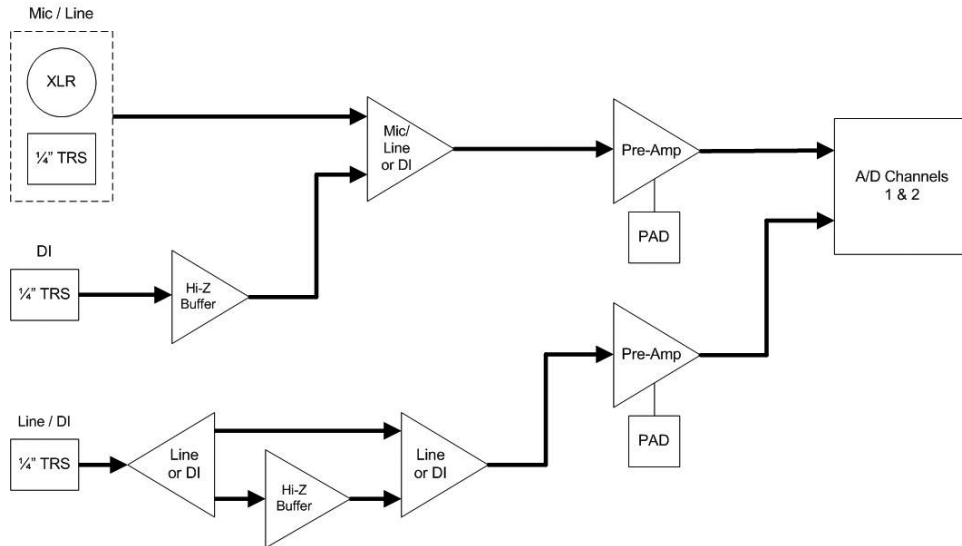 Mic / Line
XLR
¼" TRS
Mic/
Line
or DI
Pre-Amp
PAD
A/D Channels
1 & 2
DI
¼" TRS
Hi-Z
Buffer
Pre-Amp
PAD
Line / DI
¼" TRS
Line
or DI
Hi-Z
Buffer
Line
or DI